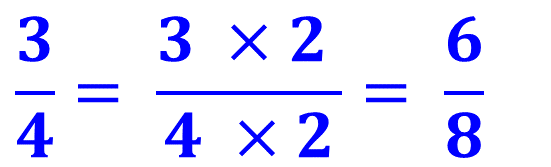 3/4 = (3 × 2)/(4 × 2) = 6/8